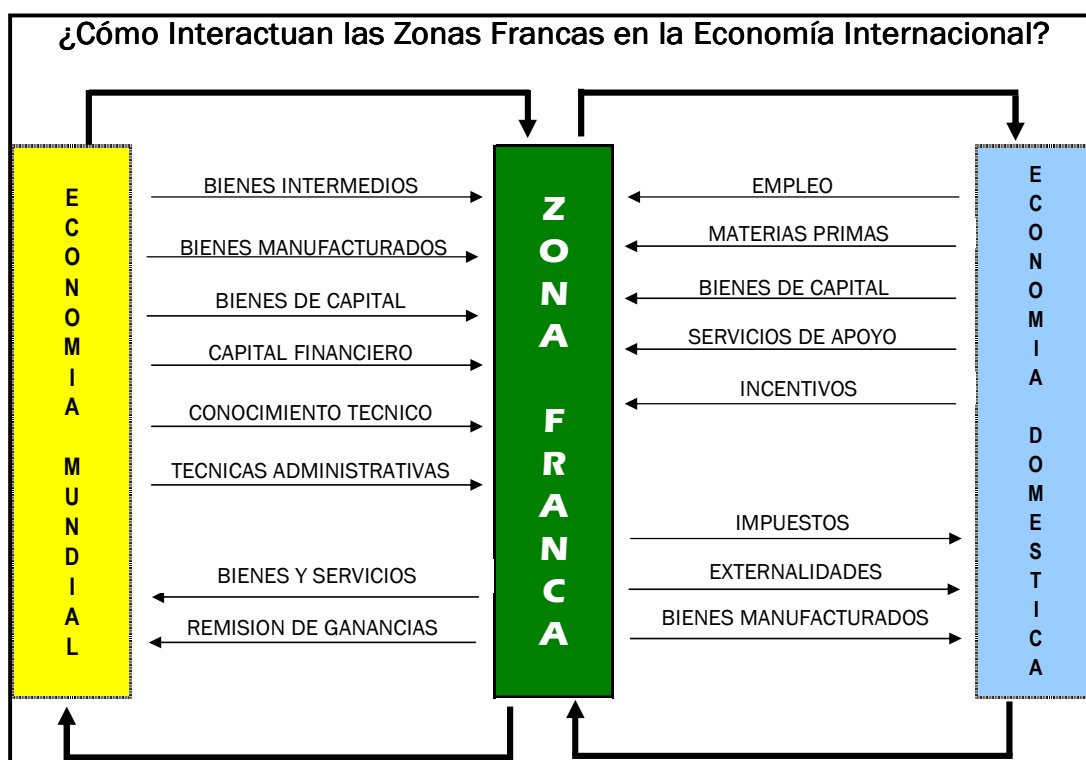 ¿Cómo Interactuan las Zonas Francas en la Economía Internacional?
ECONOMIA MUNDIAL
BIENES INTERMEDIOS
BIENES MANUFACTURADOS
BIENES DE CAPITAL
CAPITAL FINANCIERO
CONOCIMIENTO TECNICO
TECNICAS ADMINISTRATIVAS
BIENES Y SERVICIOS
REMISION DE GANANCIAS
ZONA FRANCA
EMPLEO
MATERIAS PRIMAS
BIENES DE CAPITAL
SERVICIOS DE APOYO
INCENTIVOS
IMPUESTOS
EXTERNALIDADES
BIENES MANUFACTURADOS
ECONOMIA DOMESTICA